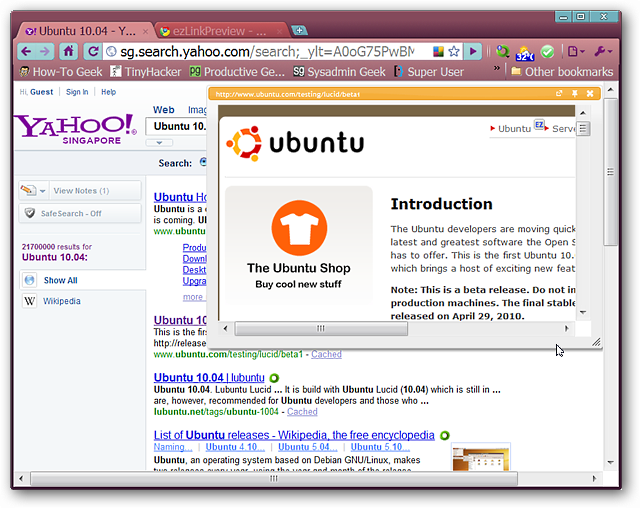 Ubuntu 10.04 - Y...
ezLinkPreview - ...
sg.search.yahoo.com/search;_ylt=A0oG75PwBM
32°c
How-To Geek
TinyHacker
Productive Ge...
Sysadmin Geek
Super User
»
Other bookmarks
Hi, Guest | Sign In | Help
YAHOO!®
SINGAPORE
Web
Imag
Ubuntu 10.
Search:
View Notes (1)
SafeSearch - Off
21700000 results for
Ubuntu 10.04:
Show All
W Wikipedia
http://www.ubuntu.com/testing/lucid/beta1
ubuntu
Ubuntu
EZ
Serve
The Ubuntu Shop
Buy cool new stuff
Introduction
The Ubuntu developers are moving quick
latest and greatest software the Open S
has to offer. This is the first Ubuntu 10.
which brings a host of exciting new feat
Note: This is a beta release. Do not in
production machines. The final stable
released on April 29, 2010.
Ubuntu Ho
Ubuntu is a
is coming. U
www.ubuntu
Produ
Downl
Deskt
Upgra
more
Ubuntu 10
This is the firs
http://releas
www.ubuntu.com/testing/lucid/beta1 - Cached
Ubuntu 10.04 | lubuntu
Ubuntu 10.04. Lubuntu Lucid ... It is build with Ubuntu Lucid (10.04) which is still in ...
are, however, recommended for Ubuntu developers and those who ...
lubuntu.net/tags/ubuntu-1004 - Cached
List of Ubuntu releases - Wikipedia, the free encyclopedia
Naming... | Ubuntu 4.10... | Ubuntu 5.04... | Ubuntu 5.10...
Ubuntu, an operating system based on Debian GNU/Linux, makes
two releases every year, using the year and month of the release